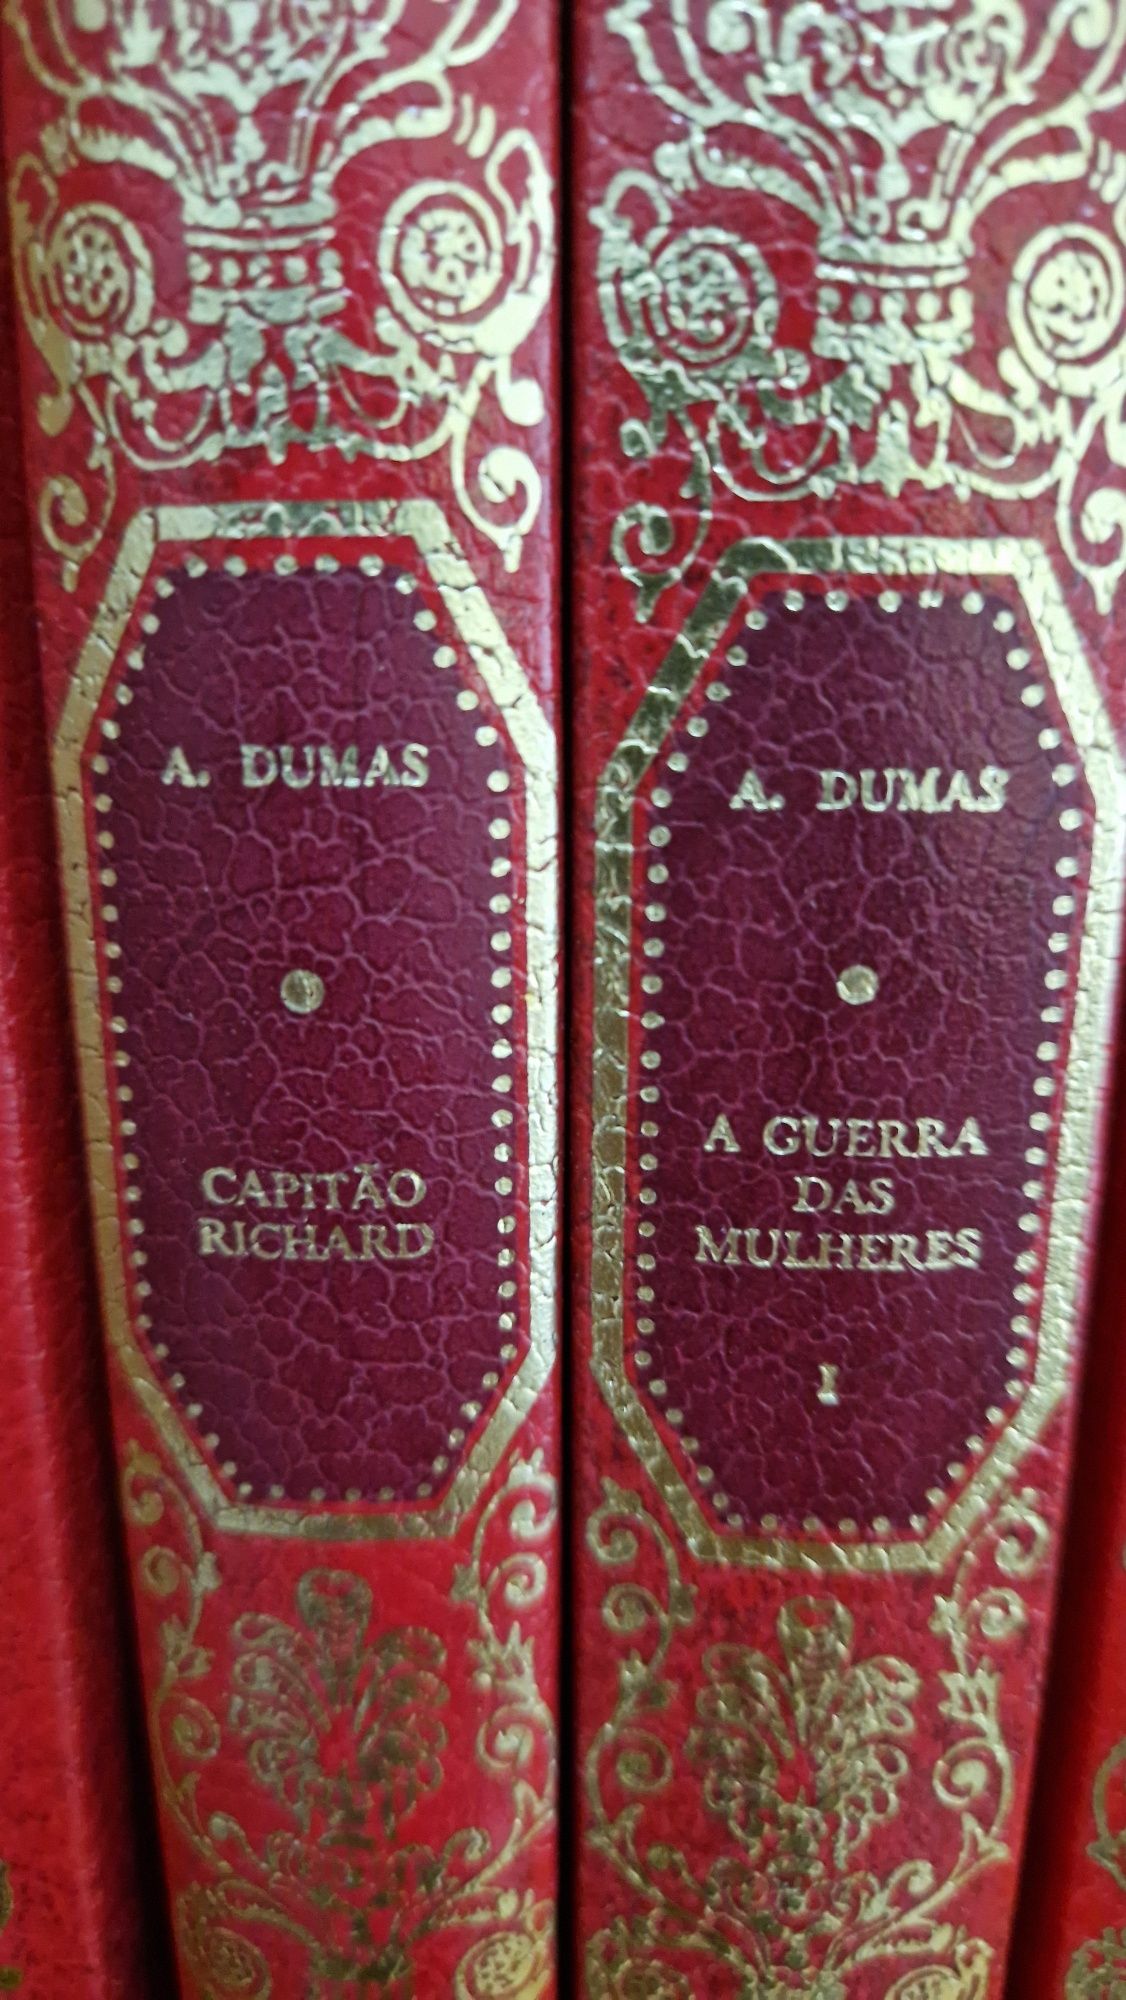 A. DUMAS
CAPITÃO
RICHARD
A. DUMAS
A GUERRA
DAS
MULHERES
I